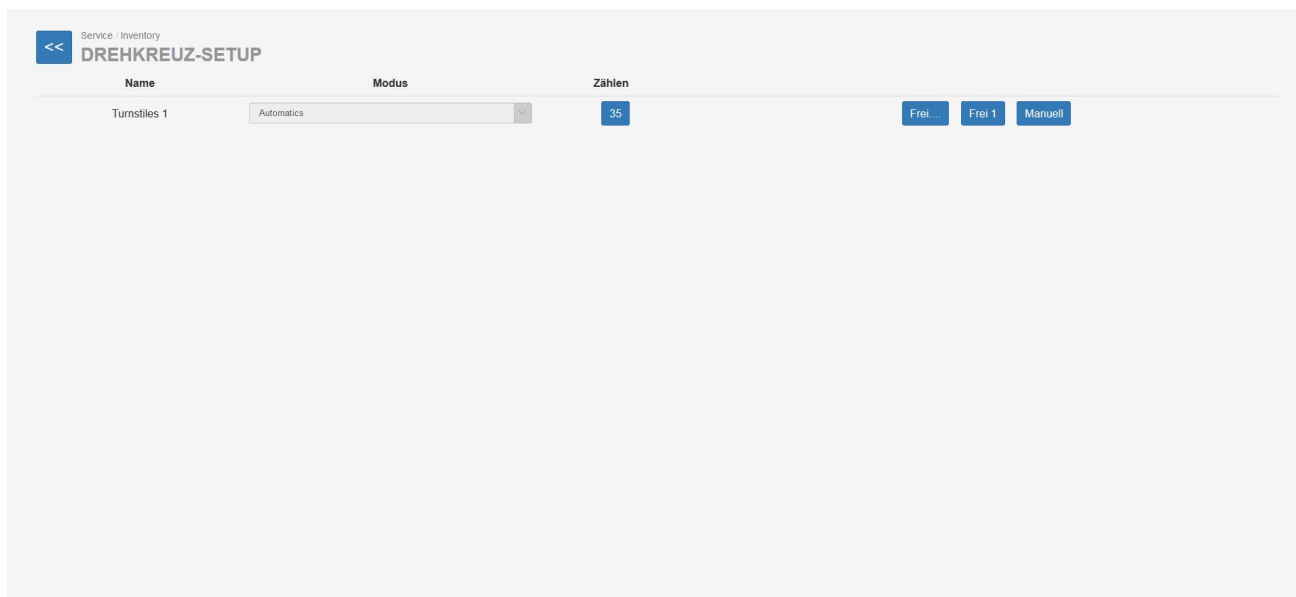 <<
Service / Inventory
DREHKREUZ-SETUP
Name Modus Zählen
Turnstiles 1 Automatics 35 Frei.... Frei 1 Manuell